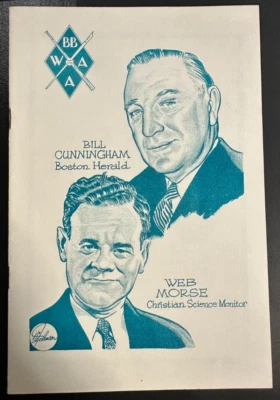 BB
W A
A
BILL
CUNNINGHAM
Boston Herald
WEB
MORSE
Christian Science Monitor